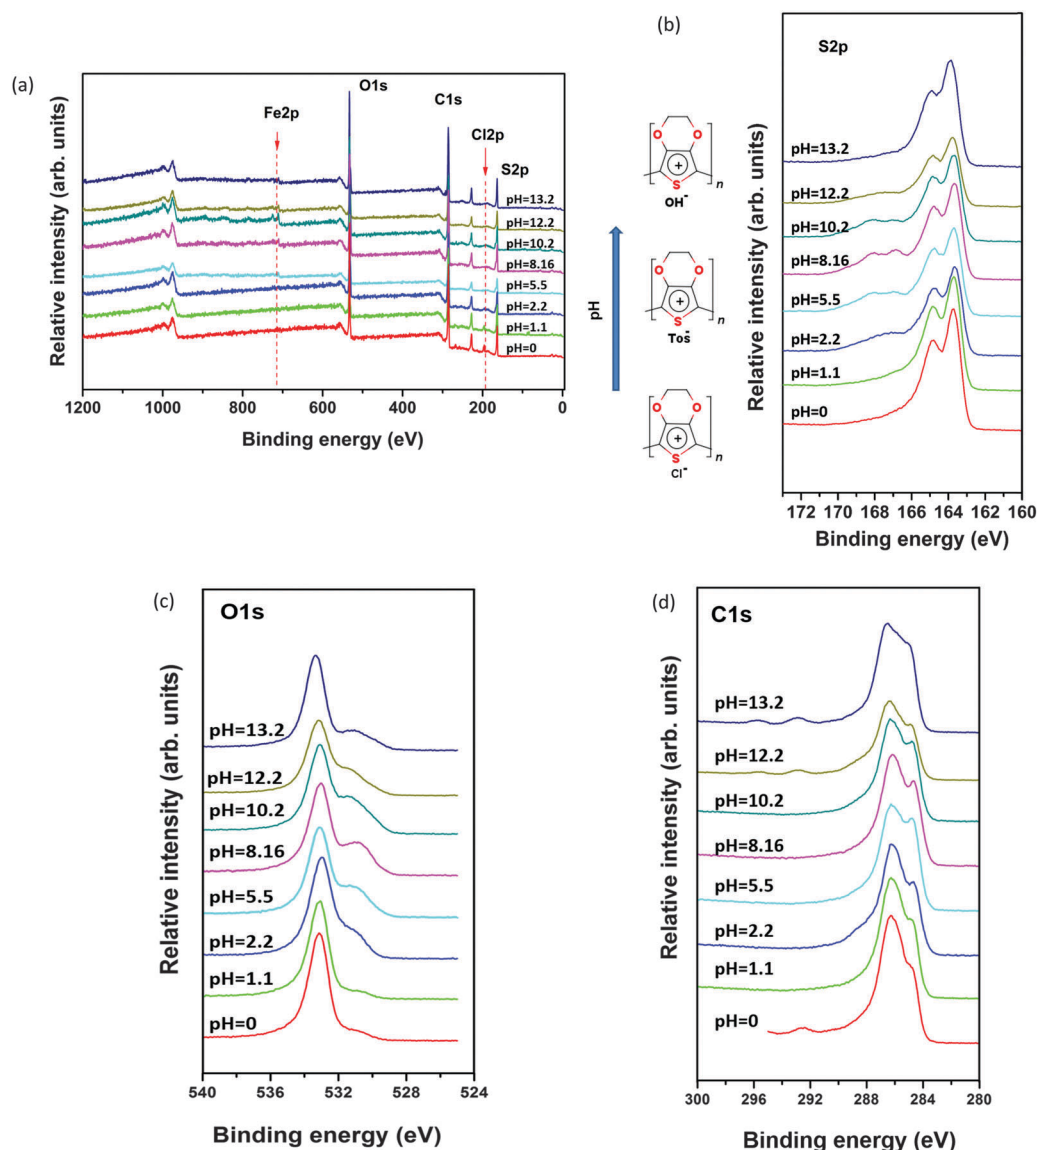 (a)
Relative intensity (arb. units)
Fe2p
O1s
C1s
Cl2p
S2p
pH=13.2
pH=12.2
pH=10.2
pH=8.16
pH=5.5
pH=2.2
pH=1.1
pH=0
1200 1000 800 600 400 200 0
Binding energy (eV)
(b)
O O
S
+
n
OH-
pH
O O
S
+
n
Tos-
O O
S
+
n
Cl-
Relative intensity (arb. units)
S2p
pH=13.2
pH=12.2
pH=10.2
pH=8.16
pH=5.5
pH=2.2
pH=1.1
pH=0
172 170 168 166 164 162 160
Binding energy (eV)
(c)
Relative intensity (arb. units)
O1s
pH=13.2
pH=12.2
pH=10.2
pH=8.16
pH=5.5
pH=2.2
pH=1.1
pH=0
540 536 532 528 524
Binding energy (eV)
(d)
Relative intensity (arb. units)
C1s
pH=13.2
pH=12.2
pH=10.2
pH=8.16
pH=5.5
pH=2.2
pH=1.1
pH=0
300 296 292 288 284 280
Binding energy (eV)